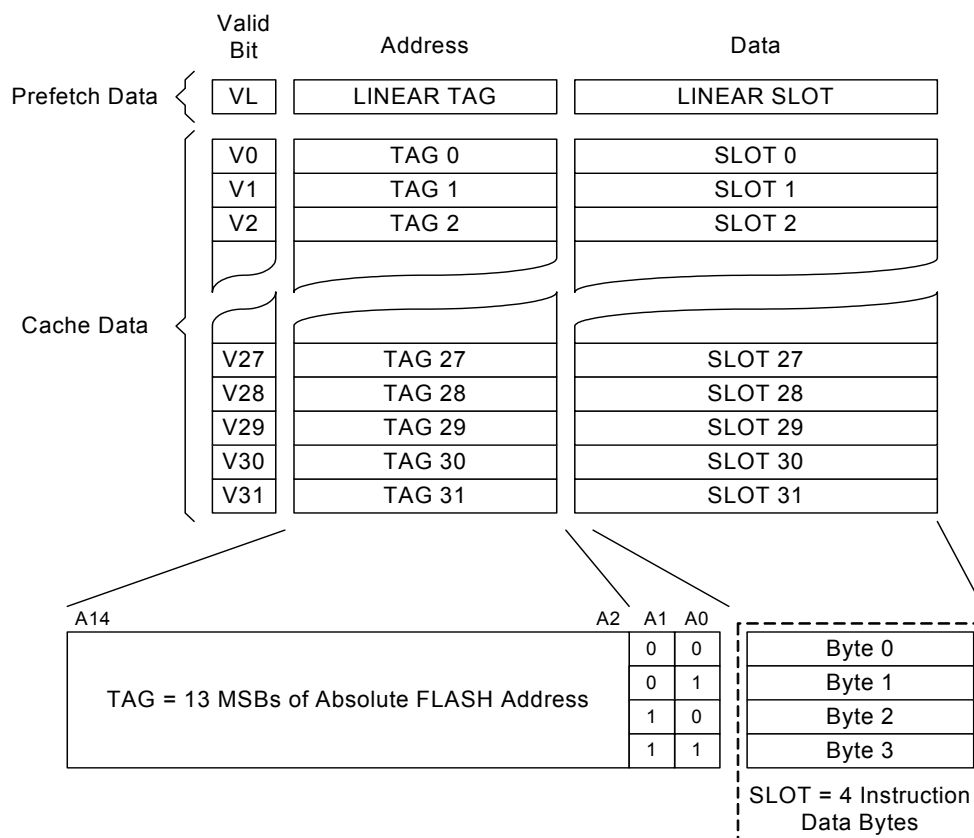 Valid
Bit
Address
Data
Prefetch Data
VL
LINEAR TAG
LINEAR SLOT
Cache Data
V0
TAG 0
SLOT 0
V1
TAG 1
SLOT 1
V2
TAG 2
SLOT 2
V27
TAG 27
SLOT 27
V28
TAG 28
SLOT 28
V29
TAG 29
SLOT 29
V30
TAG 30
SLOT 30
V31
TAG 31
SLOT 31
A14
A2
A1
A0
TAG = 13 MSBs of Absolute FLASH Address
0 0
Byte 0
0 1
Byte 1
1 0
Byte 2
1 1
Byte 3
SLOT = 4 Instruction
Data Bytes